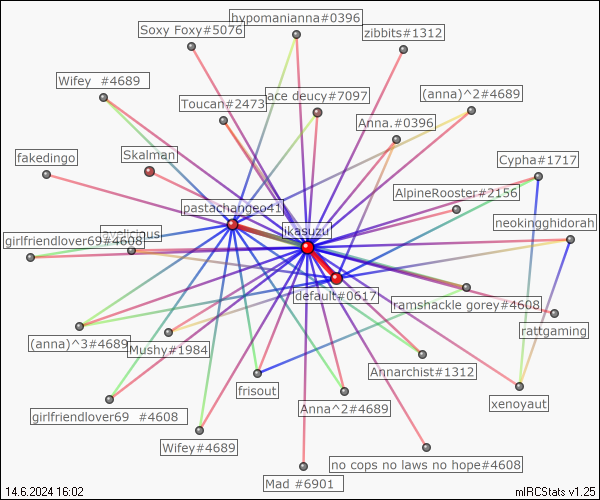 hypomanianna#0396
Soxy Foxy#5076
zibbits#1312
Wifey  #4689
ace deucy#7097
(anna)^2#4689
Toucan#2473
Anna.#0396
fakedingo
Skalman
Cypha#1717
AlpineRooster#2156
pastachangeo41
neokingghidorah
ikasuzu
girlfriendlover69#4608
default#0617
ramshackle gorey#4608
rattgaming
(anna)^3#4689
Mushy#1984
Annarchist#1312
frisout
xenoyaut
girlfriendlover69  #4608
Anna^2#4689
Wifey#4689
no cops no laws no hope#4608
Mad #6901
14.6.2024 16:02
mIRCStats v1.25